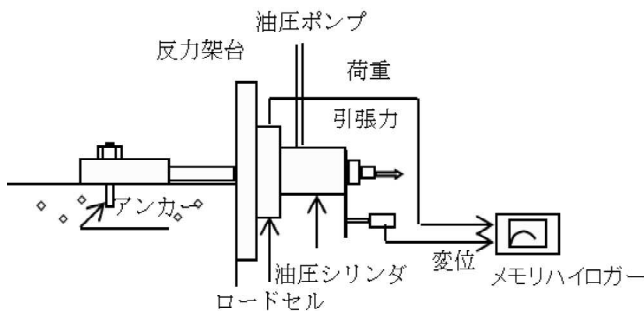 油圧ポンプ
反力架台
荷重
引張力
アンカー
油圧シリンダ
変位
メモリハイロガー
ロードセル